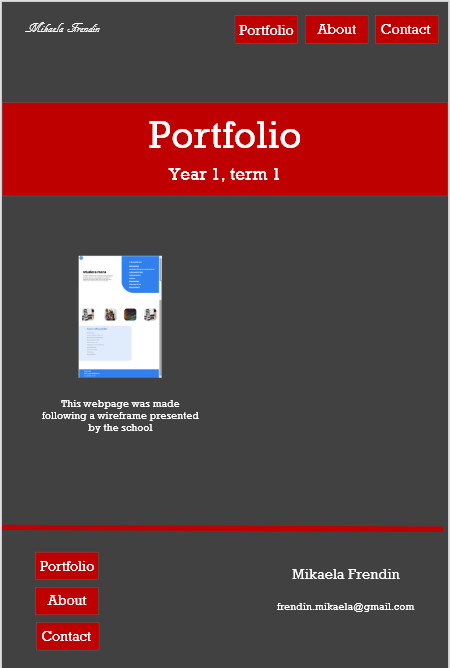 Mikaela Frendin
Portfolio
About
Contact
Portfolio
Year 1, term 1
This webpage was made
following a wireframe presented
by the school
Portfolio
About
Contact
Mikaela Frendin
frendin.mikaela@gmail.com